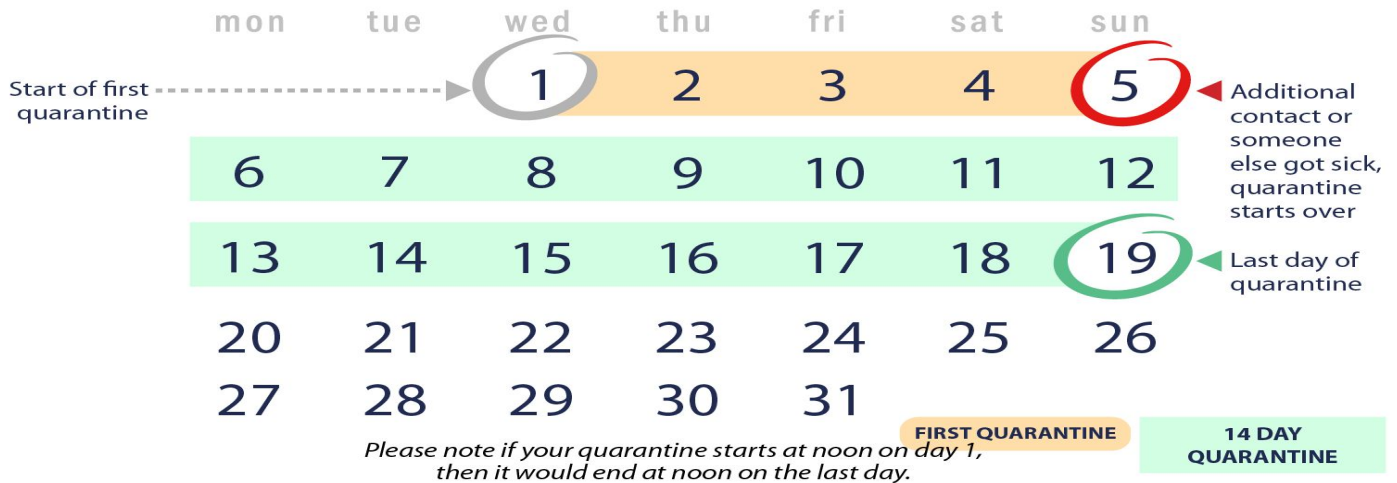 mon tue wed thu fri sat sun
Start of first
quarantine
1 2 3 4 5
Additional
contact or
someone
else got sick,
quarantine
starts over
6 7 8 9 10 11 12
13 14 15 16 17 18 19
Last day of
quarantine
20 21 22 23 24 25 26
27 28 29 30 31
FIRST QUARANTINE
14 DAY
QUARANTINE
Please note if your quarantine starts at noon on day 1,
then it would end at noon on the last day.